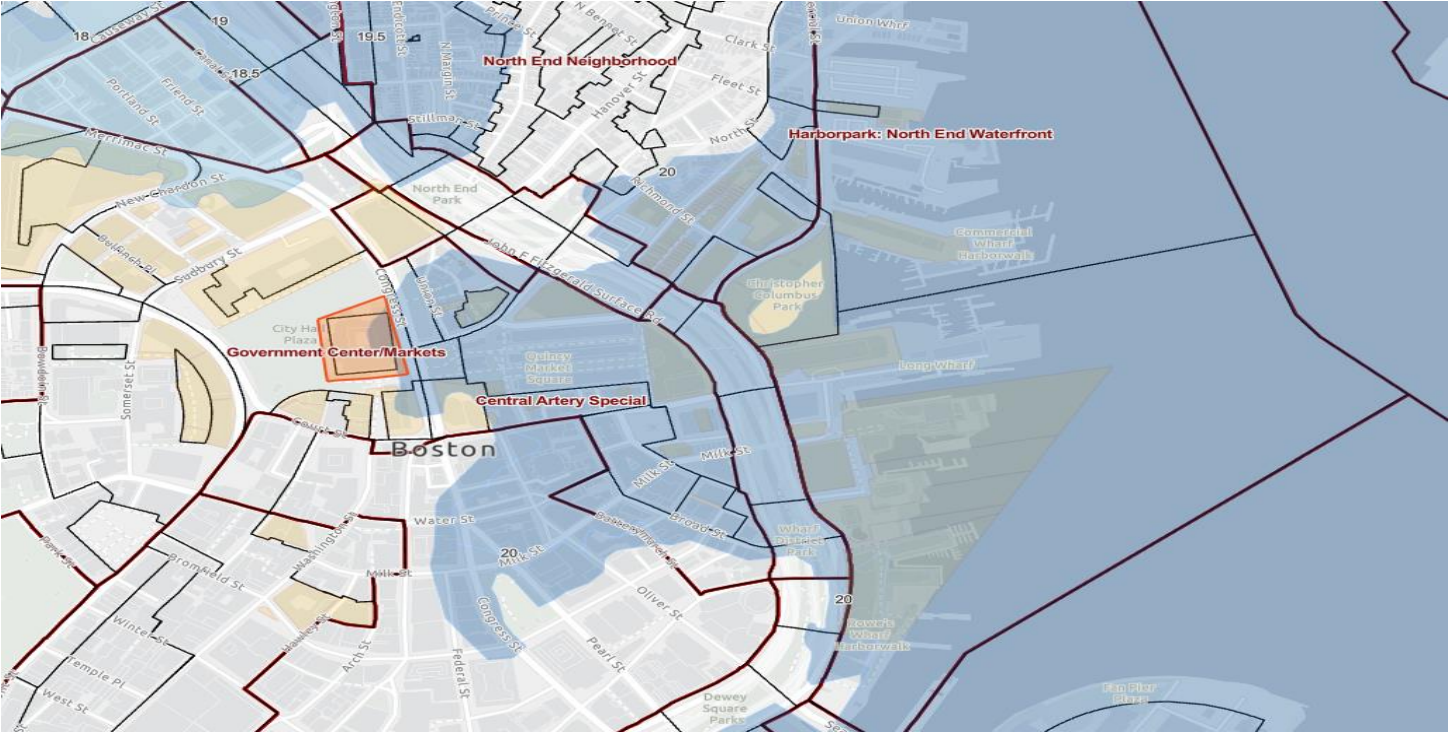 Union Whrf
N Bennet St
Prince St
Endicott St
19
18
Causeway St
19.5
Clark St
N Margin St
North End Neighborhood
Canal St
18.5
Fleet St
Hanover St
Friend St
Portland St
Stillman St
North St
Harborpark: North End Waterfront
Merrimac St
20
New Chardon St
North End
Park
Richmond St
Commercial
Wharf
Harborwalk
Bulfinch Pl
Sudbury St
John F Fitzgerald Surface Rd
Union St
Congress St
Christopher
Columbus
Park
City Hall
Plaza
Government Center/Markets
Quincy
Market
Square
Long Wharf
Bowdoin St
Somerset St
Central Artery Special
Court St
Boston
Milk St
Milk St
Water St
Broad St
Batterymarch St
Washington St
Wharf
District
Park
20
Milk St
Park St
Bromfield St
Milk St
Oliver St
20
Congress St
Rowe's
Wharf
Harborwalk
Winter St
Hawley St
Arch St
Pearl St
Federal St
Temple Pl
West St
Dewey
Square
Parks
Fan Pier
Plaza